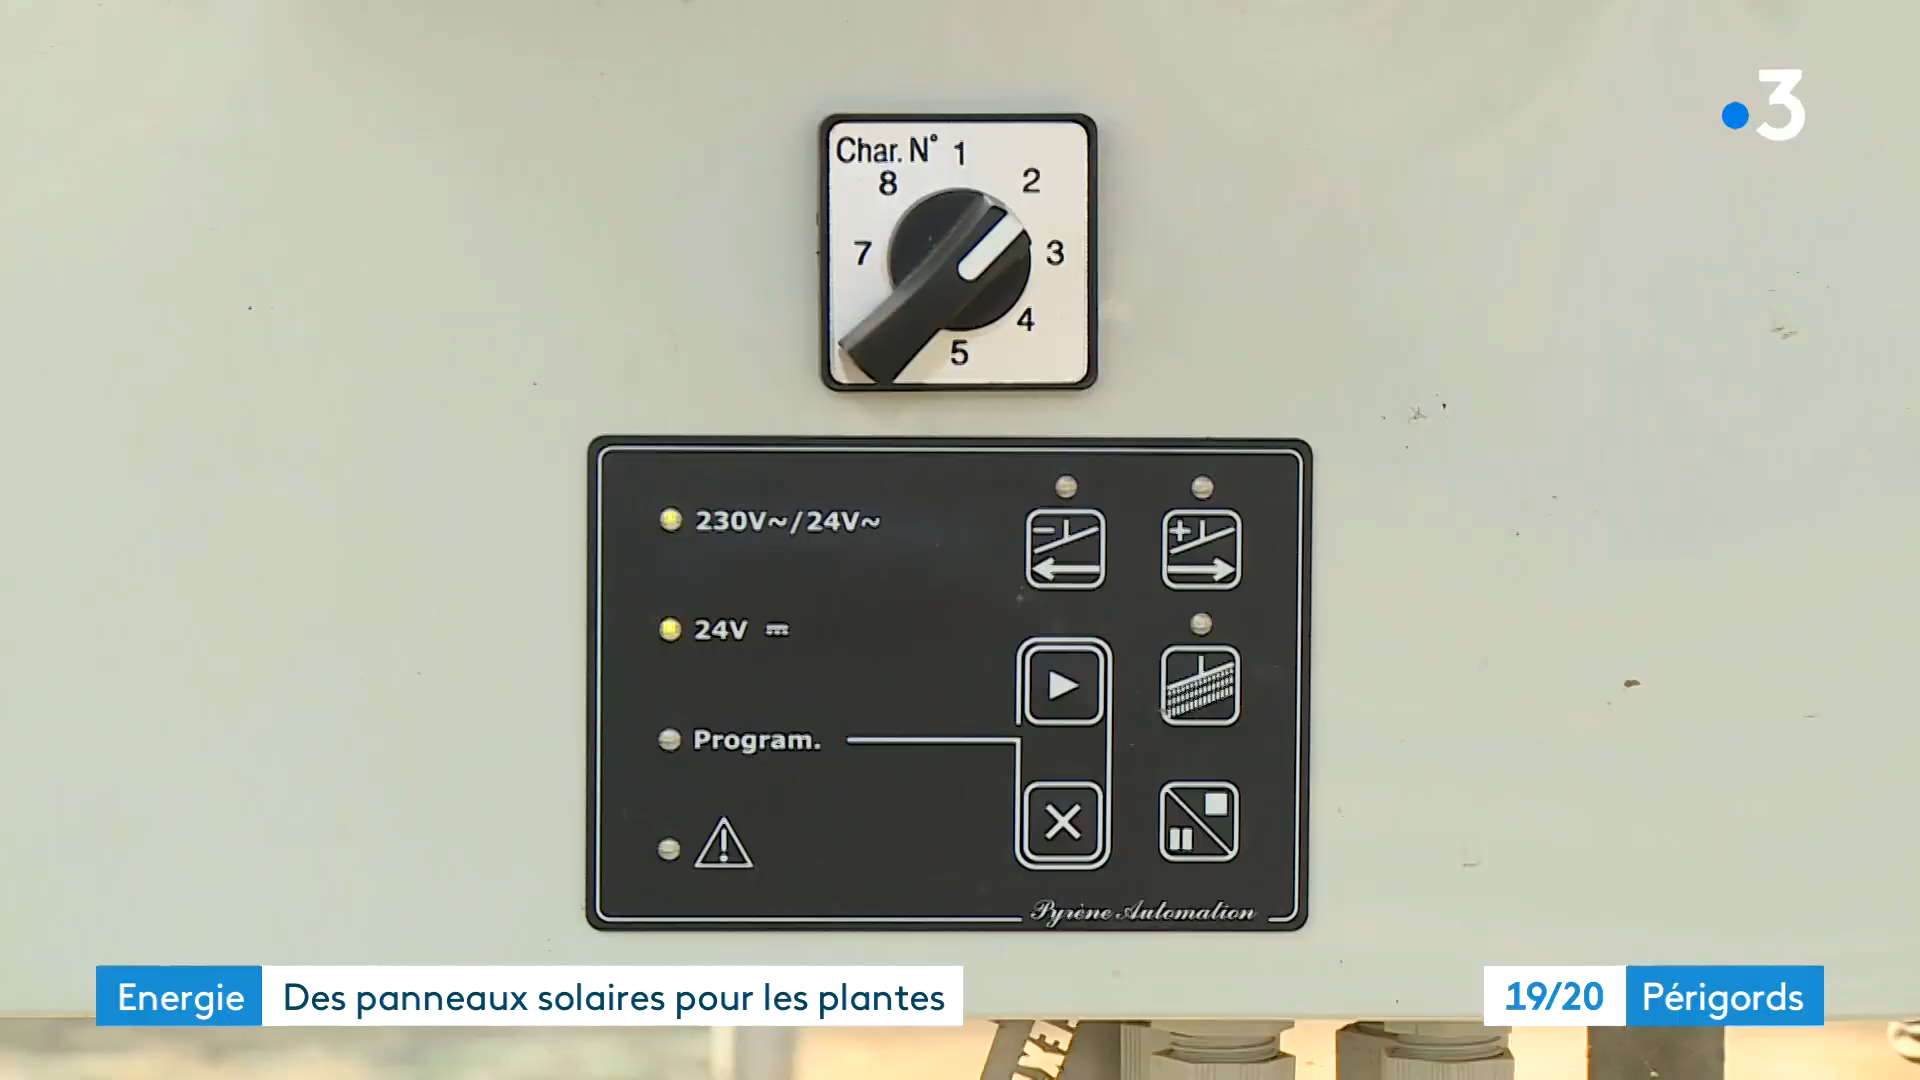 3
Char. N° 1
8 2
7 3
4
5
230V~/24V~
- +
24V
Program.
Pyrène Automation
Energie Des panneaux solaires pour les plantes
19/20 Périgords